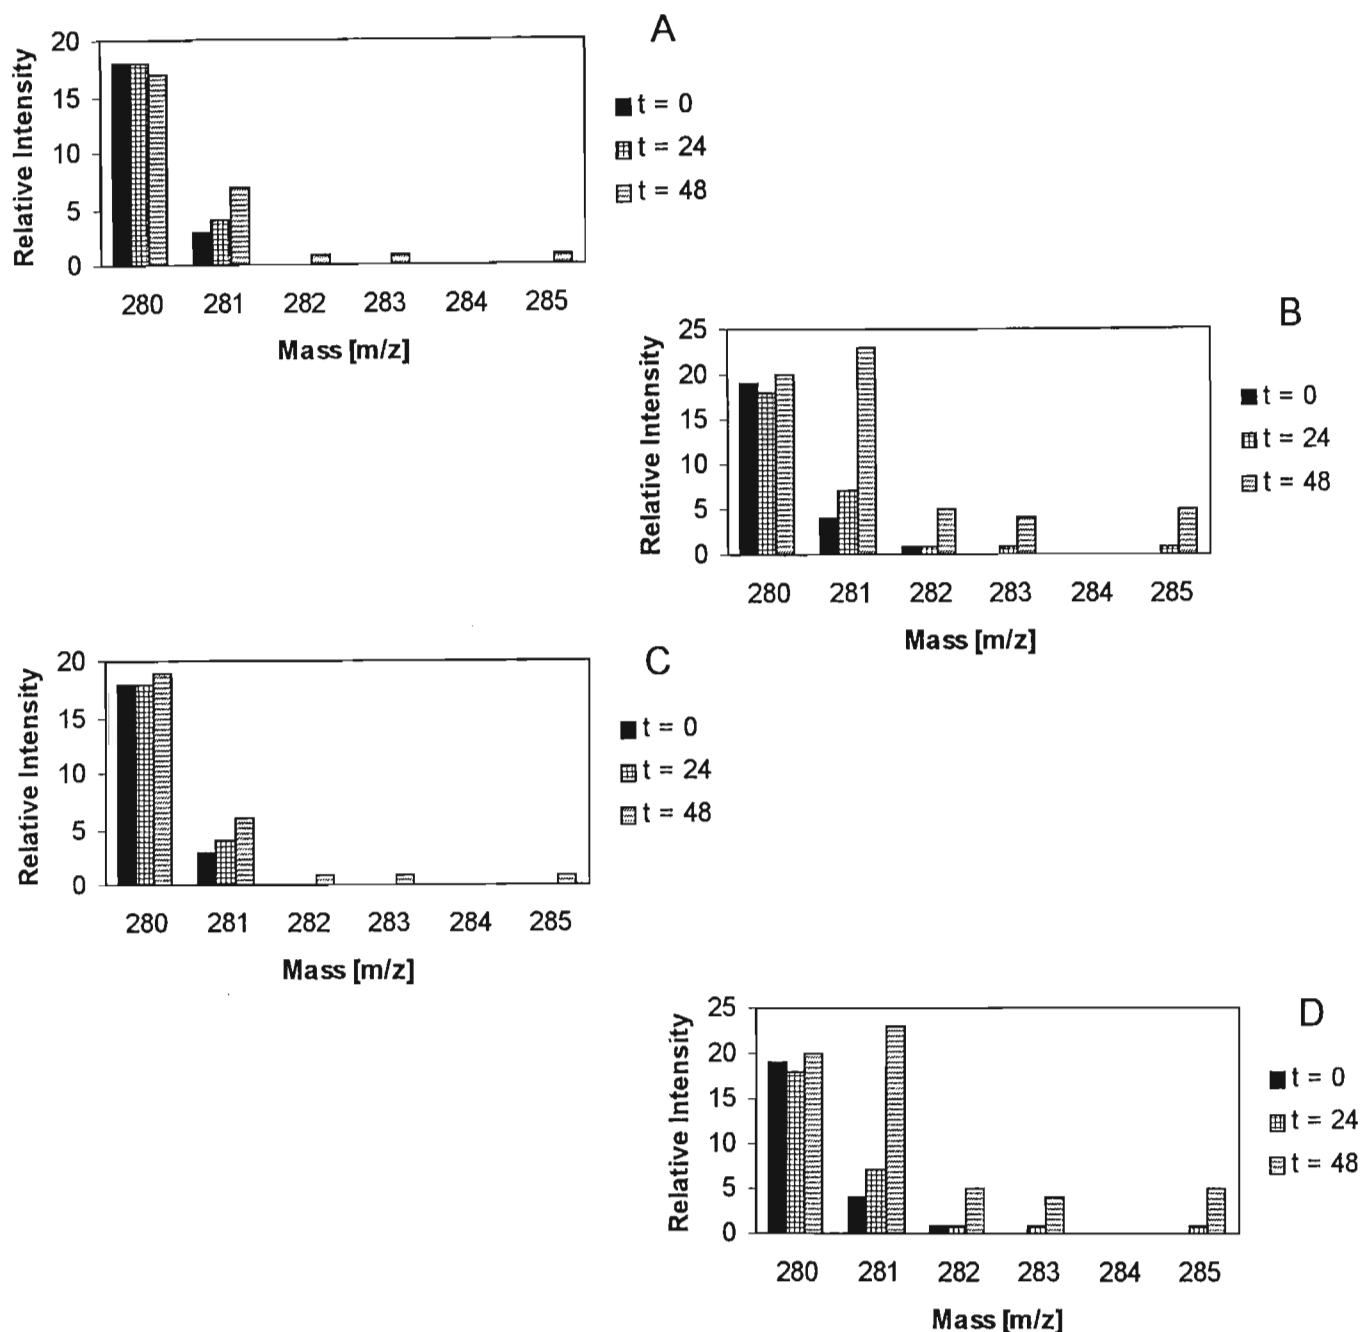 A
Relative Intensity
20
15
10
5
0
280 281 282 283 284 285
Mass [m/z]
t = 0
t = 24
t = 48
B
Relative Intensity
25
20
15
10
5
0
280 281 282 283 284 285
Mass [m/z]
t = 0
t = 24
t = 48
C
Relative Intensity
20
15
10
5
0
280 281 282 283 284 285
Mass [m/z]
t = 0
t = 24
t = 48
D
Relative Intensity
25
20
15
10
5
0
280 281 282 283 284 285
Mass [m/z]
t = 0
t = 24
t = 48